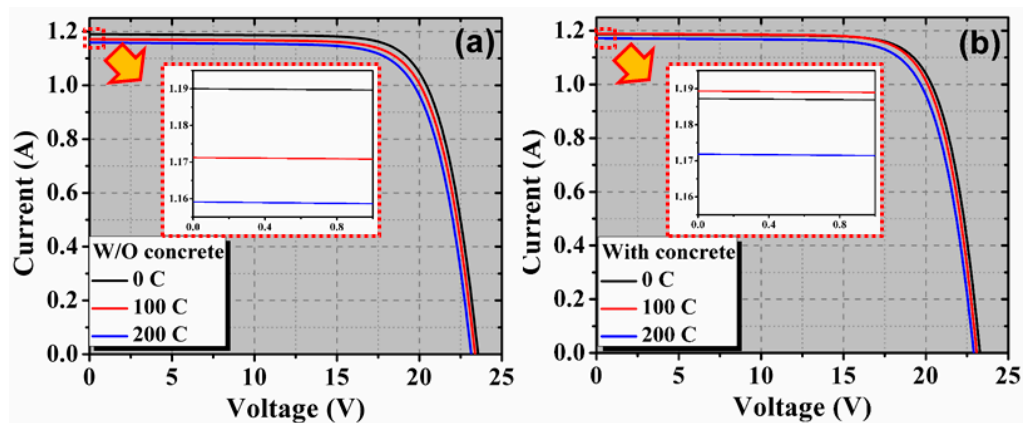 (a)
1.2
1.0
0.8
0.6
0.4
0.2
0.0
Current (A)
1.19
1.18
1.17
1.16
0.0 0.4 0.8
W/O concrete
0 C
100 C
200 C
0 5 10 15 20 25
Voltage (V)
(b)
1.2
1.0
0.8
0.6
0.4
0.2
0.0
Current (A)
1.19
1.18
1.17
1.16
0.0 0.4 0.8
With concrete
0 C
100 C
200 C
0 5 10 15 20 25
Voltage (V)